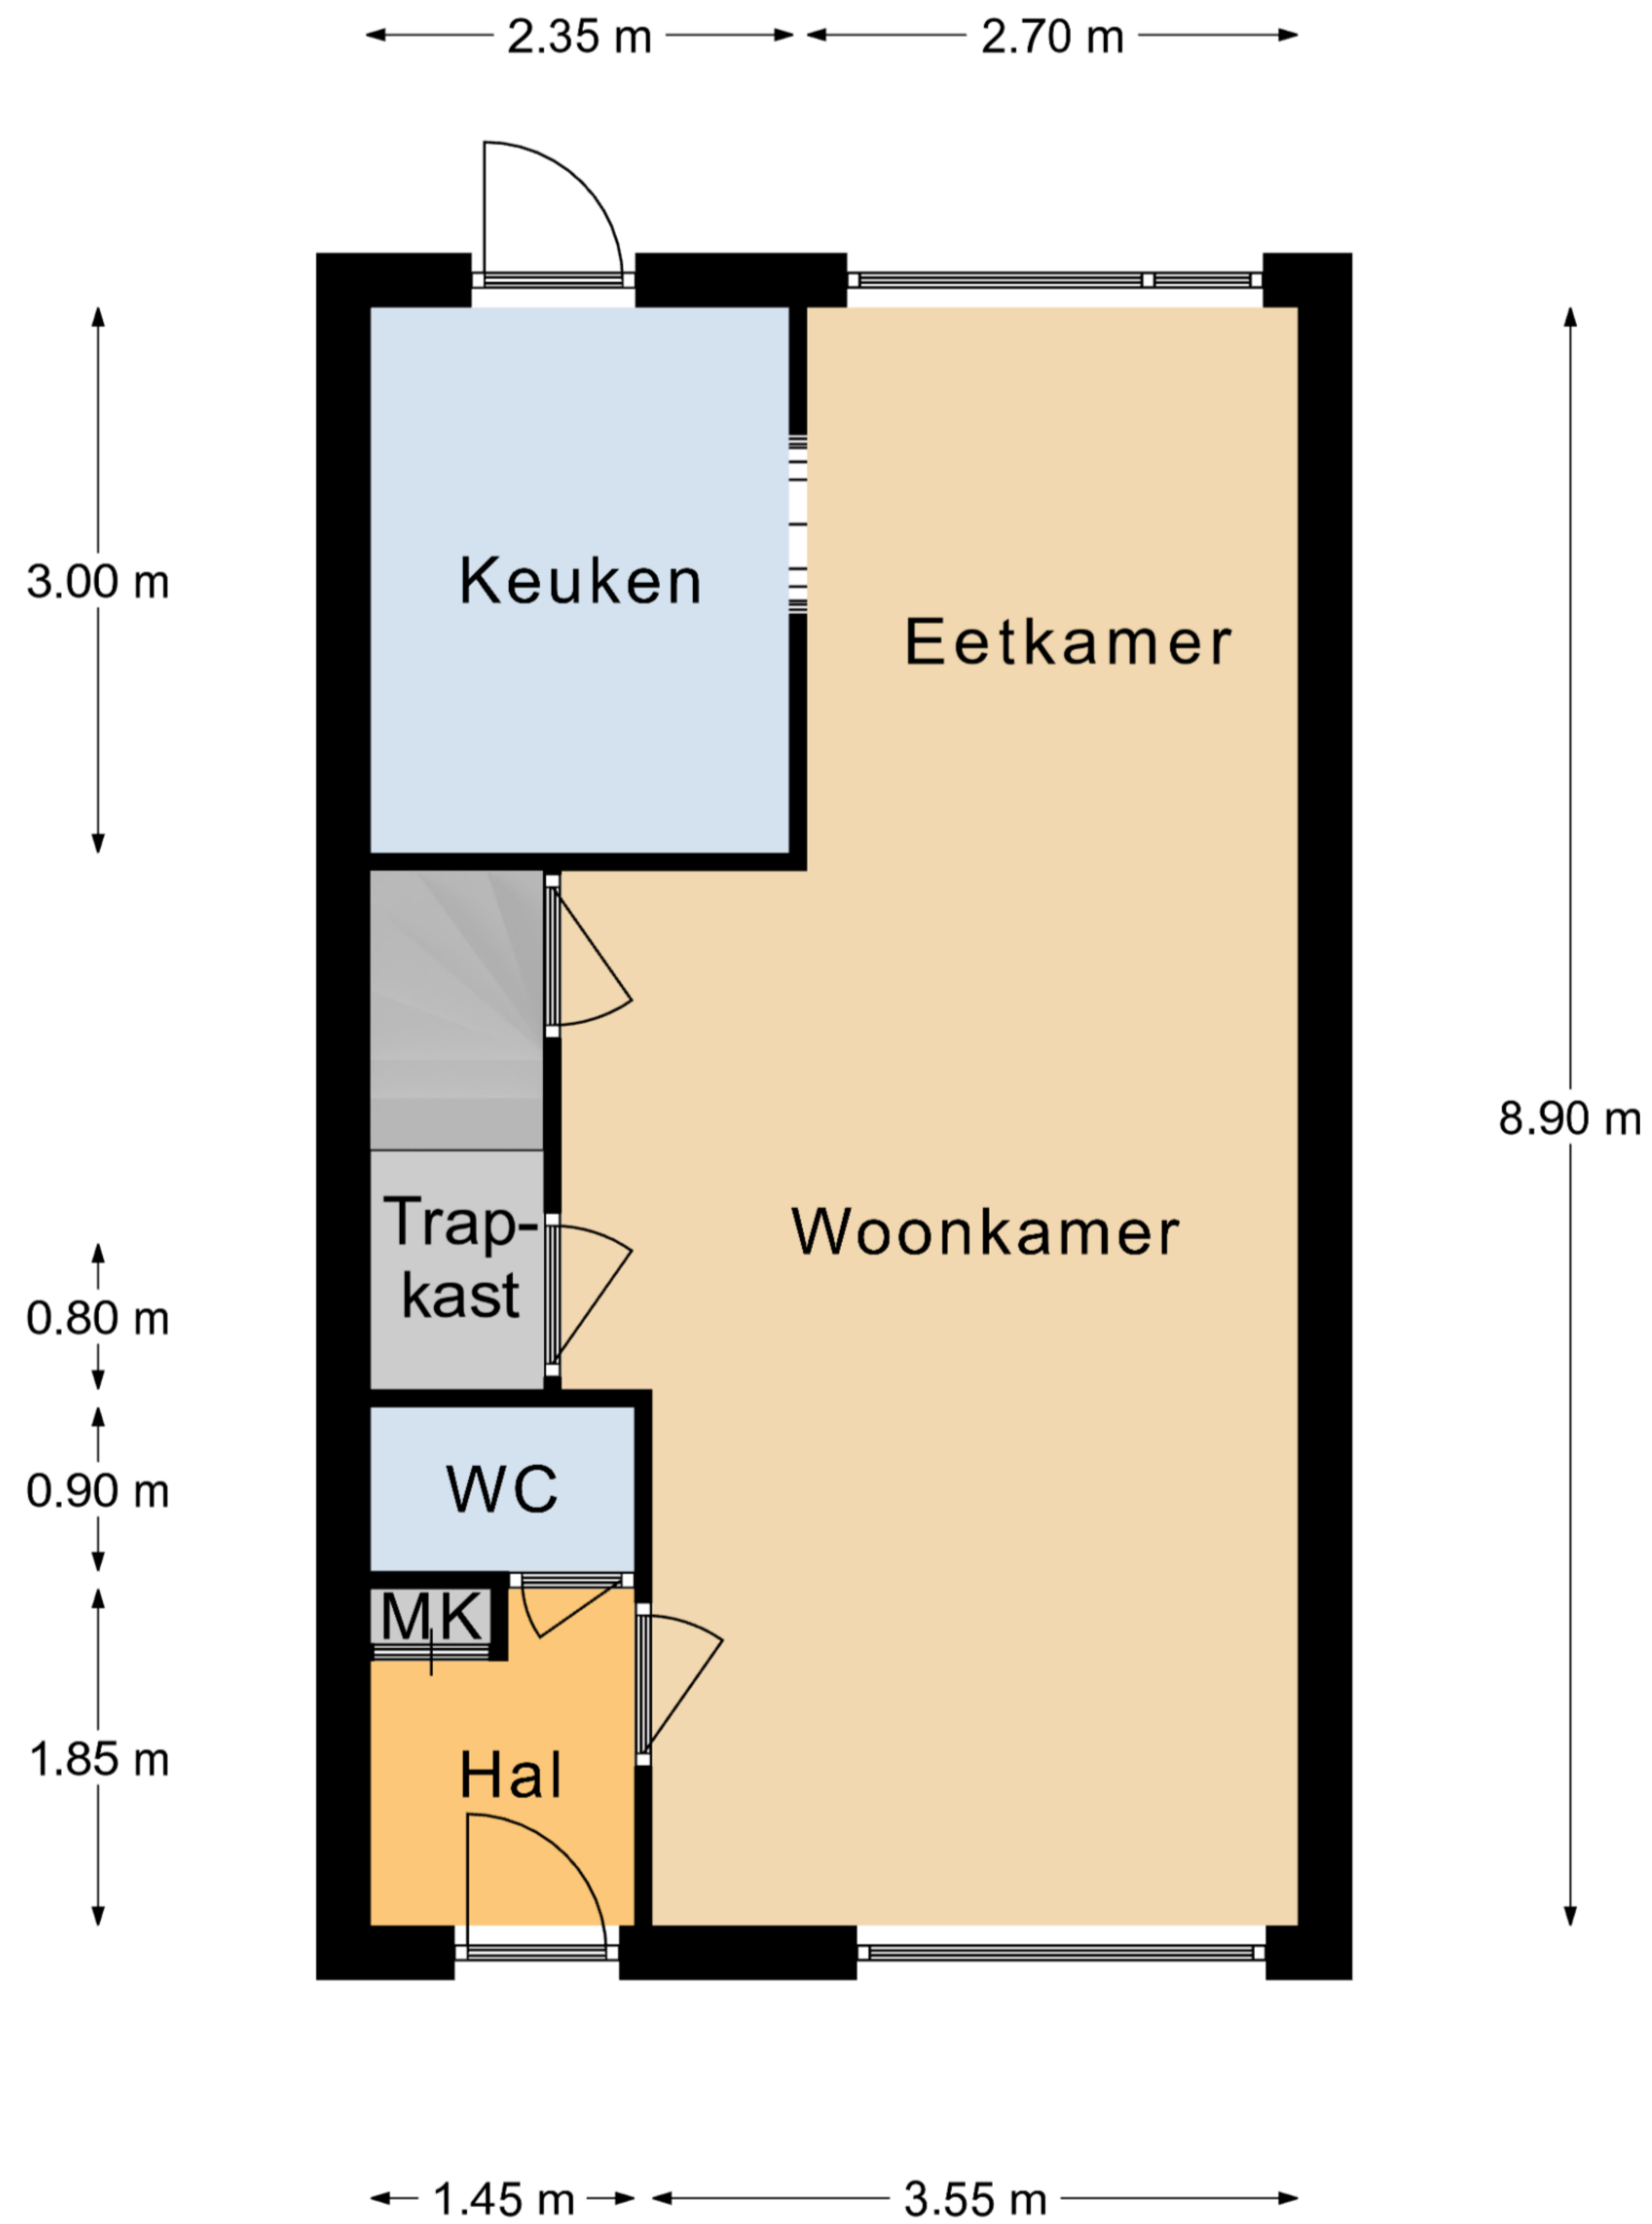 2.35 m
2.70 m
3.00 m
Keuken
Eetkamer
8.90 m
Trap-
kast
Woonkamer
0.80 m
0.90 m
WC
MK
1.85 m
Hal
1.45 m
3.55 m